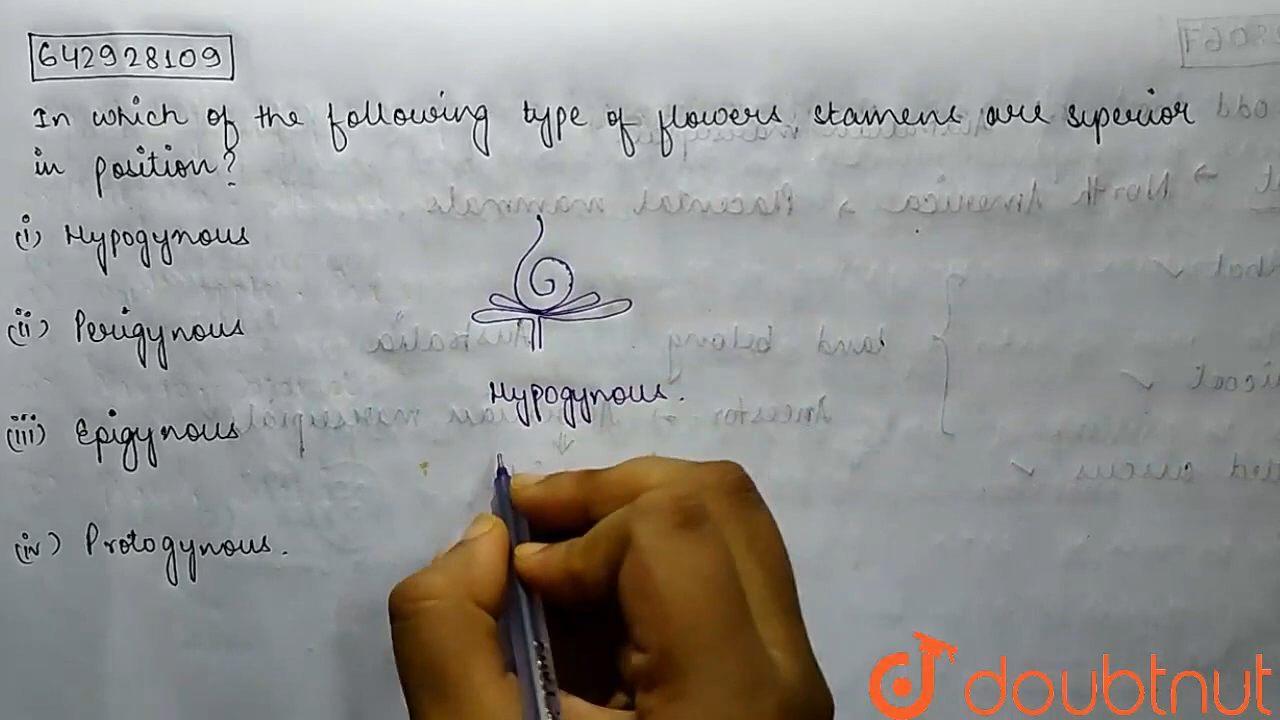 642928109
In which of the following type of flowers stamens are superior
in position?
(i) Hypogynous
(ii) Perigynous
Hypogynous.
(iii) Epigynous
(iv) Protogynous.
doubtnut